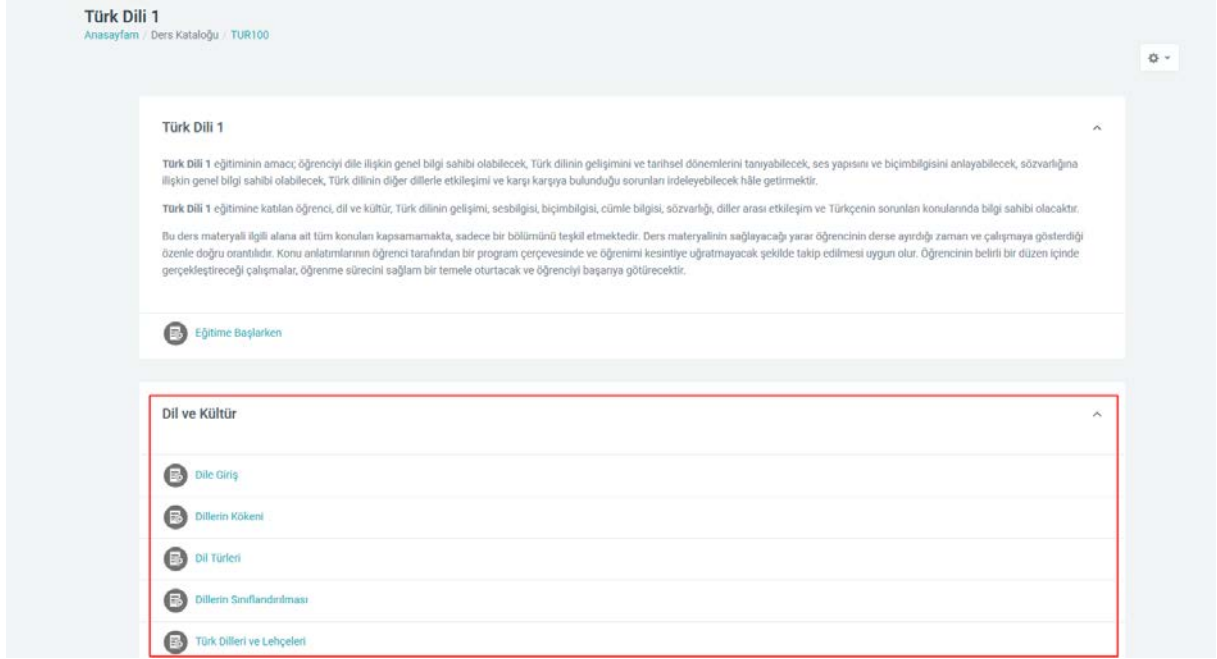 Türk Dili 1
Anasayfam / Ders Kataloğu / TUR100
Türk Dili 1
Türk Dili 1 eğitiminin amacı; öğrenciyi dile ilişkin genel bilgi sahibi olabilecek, Türk dilinin gelişimini ve tarihsel dönemlerini tanıyabilecek, ses yapısını ve biçimbilgisini anlayabilecek, sözvarlığına
ilişkin genel bilgi sahibi olabilecek, Türk dilinin diğer dillerle etkileşimi ve karşı karşıya bulunduğu sorunları irdeleyebilecek hâle getirmektir.
Türk Dili 1 eğitimine katılan öğrenci, dil ve kültür, Türk dilinin gelişimi, sesbilgisi, biçimbilgisi, cümle bilgisi, sözvarlığı, diller arası etkileşim ve Türkçenin sorunları konularında bilgi sahibi olacaktır.
Bu ders materyali ilgili alana ait tüm konuları kapsamamakta, sadece bir bölümünü teşkil etmektedir. Ders materyalinin sağlayacağı yarar öğrencinin derse ayırdığı zaman ve çalışmaya gösterdiği
özenle doğru orantılıdır. Konu anlatımlarının öğrenci tarafından bir program çerçevesinde ve öğrenimi kesintiye uğratmayacak şekilde takip edilmesi uygun olur. Öğrencinin belirli bir düzen içinde
gerçekleştireceği çalışmalar, öğrenme sürecini sağlam bir temele oturtacak ve öğrenciyi başarıya götürecektir.
Eğitime Başlarken
Dil ve Kültür
Dile Giriş
Dillerin Kökeni
Dil Türleri
Dillerin Sınıflandırılması
Türk Dilleri ve Lehçeleri